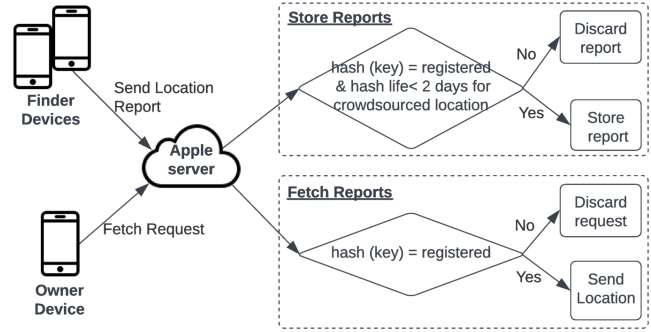 Finder
Devices
Send Location
Report
Apple
server
Fetch Request
Owner
Device
Store Reports
hash (key) = registered
& hash life< 2 days for
crowdsourced location
No
Discard
report
Yes
Store
report
Fetch Reports
hash (key) = registered
No
Discard
request
Yes
Send
Location